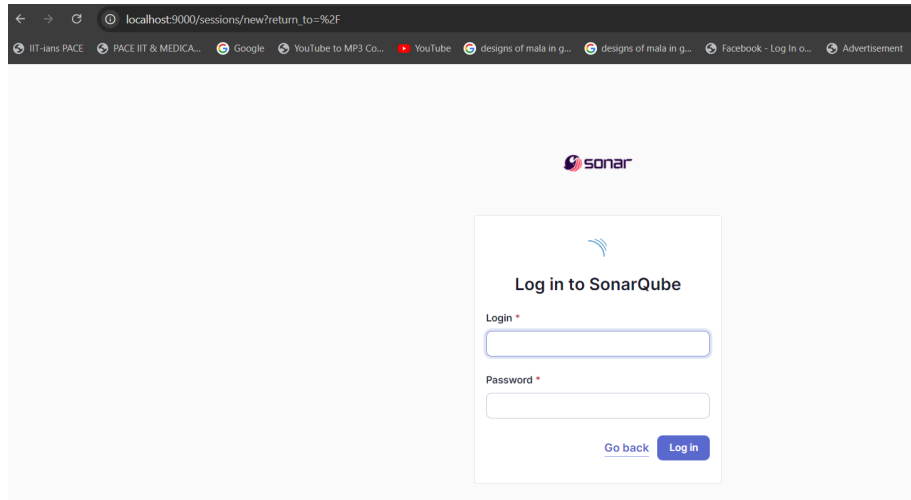 localhost:9000/sessions/new?return_to=%2F
IIT-ians PACE PACE IIT & MEDICA... Google YouTube to MP3 Co... YouTube designs of mala in g... designs of mala in g... Facebook - Log In o... Advertisement
sonar
Log in to SonarQube
Login *
Password *
Go back Log in